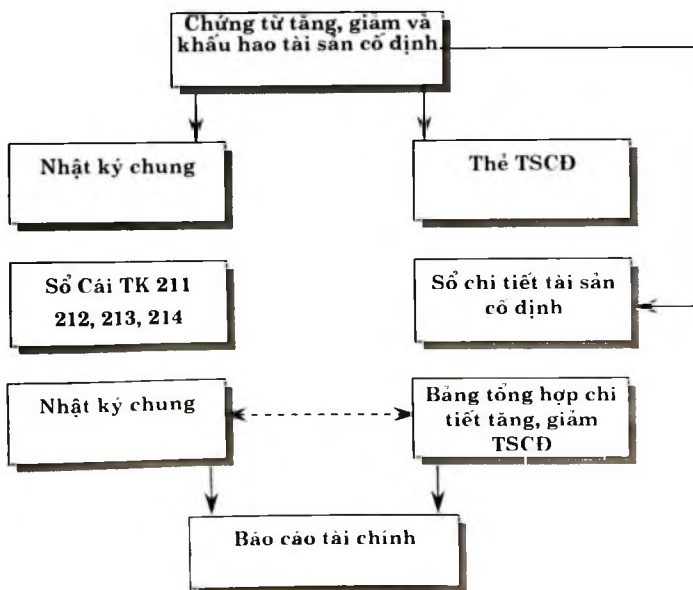 Chứng từ tăng, giảm và
khấu hao tài sản cố định
Nhật ký chung
Thẻ TSCĐ
Sổ Cái TK 211
212, 213, 214
Sổ chi tiết tài sản
cố định
Nhật ký chung
Bảng tổng hợp chi
tiết tăng, giảm
TSCĐ
Báo cáo tài chính